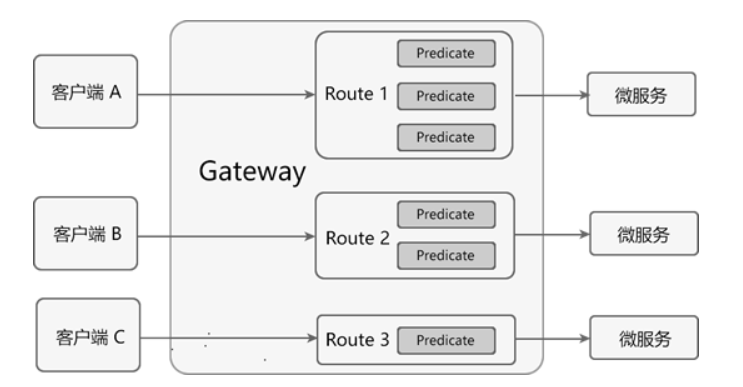 Predicate
客户端 A
Route 1
Predicate
微服务
Predicate
Gateway
Predicate
客户端 B
Route 2
微服务
Predicate
客户端 C
Route 3
Predicate
微服务